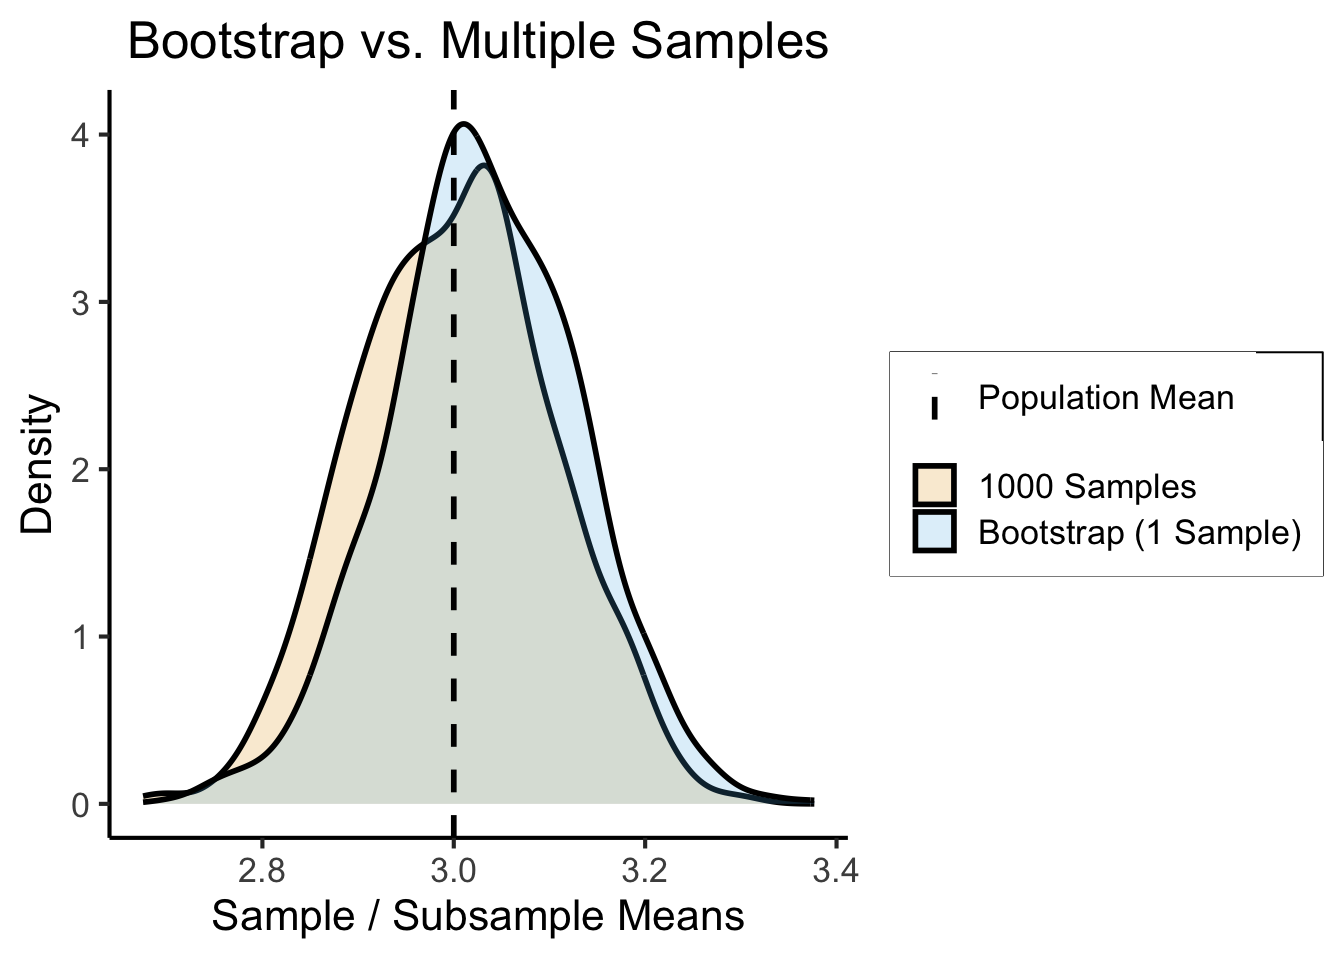 Bootstrap vs. Multiple Samples
4
3
2
1
0
Density
2.8 3.0 3.2 3.4
Sample / Subsample Means
Population Mean
1000 Samples
Bootstrap (1 Sample)